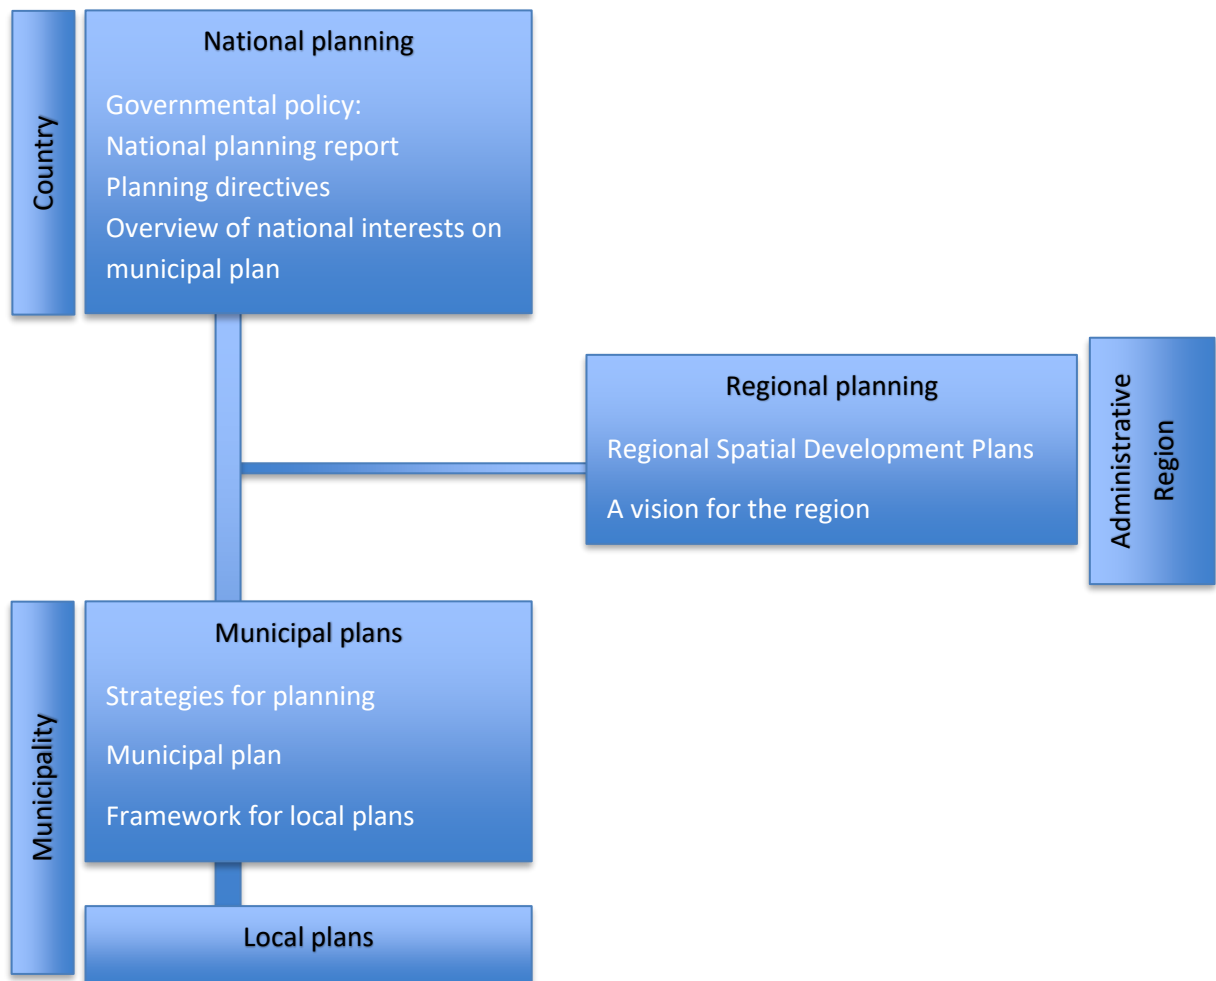 Country
National planning
Governmental policy:
National planning report
Planning directives
Overview of national interests on
municipal plan
Regional planning
Regional Spatial Development Plans
A vision for the region
Administrative
Region
Municipality
Municipal plans
Strategies for planning
Municipal plan
Framework for local plans
Local plans